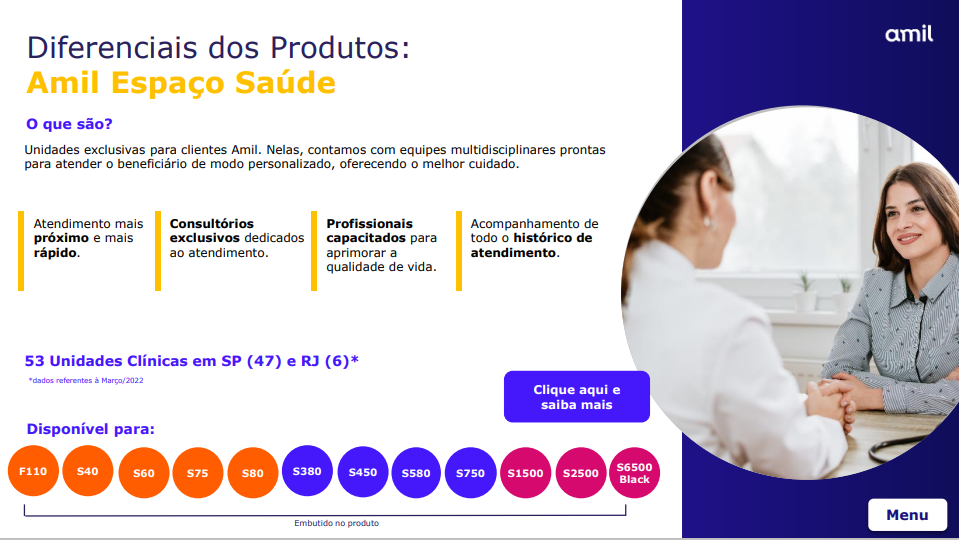 Diferenciais dos Produtos:
Amil Espaço Saúde
amil
O que são?
Unidades exclusivas para clientes Amil. Nelas, contamos com equipes multidisciplinares prontas
para atender o beneficiário de modo personalizado, oferecendo o melhor cuidado.
Atendimento mais
próximo e mais
rápido.
Consultórios
exclusivos dedicados
ao atendimento.
Profissionais
capacitados para
aprimorar a
qualidade de vida.
Acompanhamento de
todo o histórico de
atendimento.
53 Unidades Clínicas em SP (47) e RJ (6)*
*dados referentes à Março/2022
Clique aqui e
saiba mais
Disponível para:
F110 S40 S60 S75 S80 S380 S450 S580 S750 S1500 S2500 S6500
Black
Embutido no produto
Menu